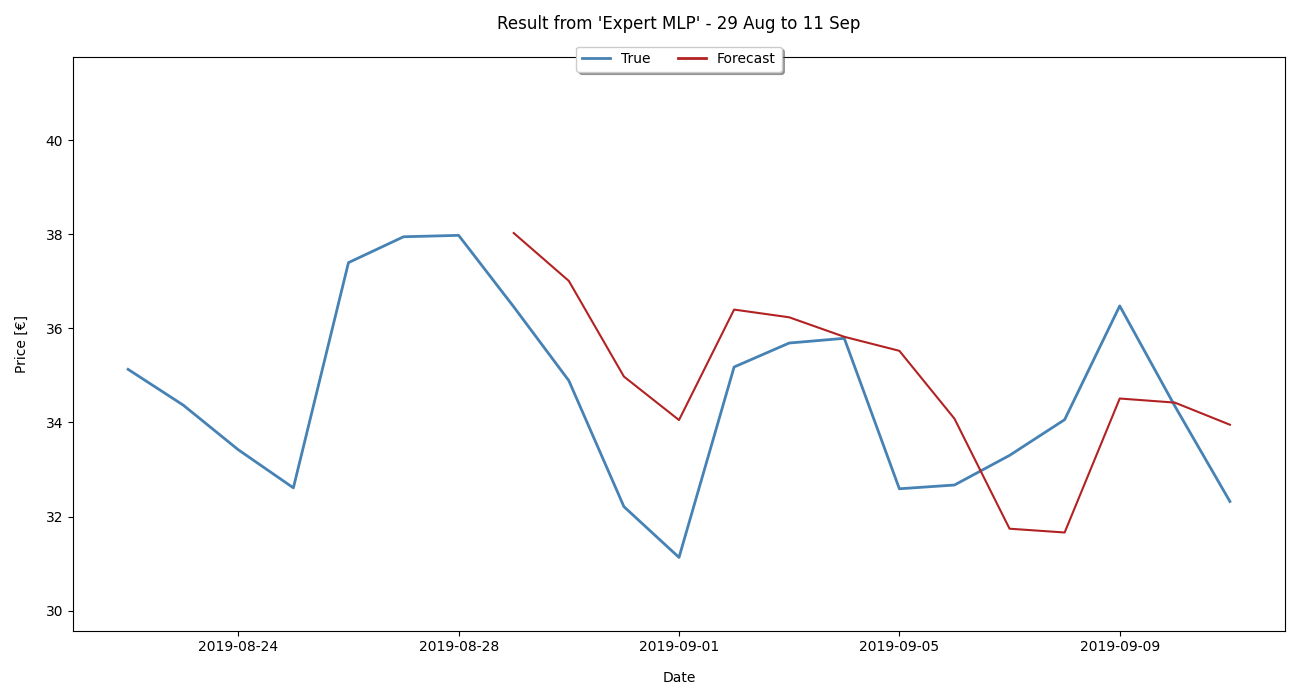 Result from 'Expert MLP' - 29 Aug to 11 Sep
True Forecast
Price [€]
40
38
36
34
32
30
2019-08-24 2019-08-28 2019-09-01 2019-09-05 2019-09-09
Date